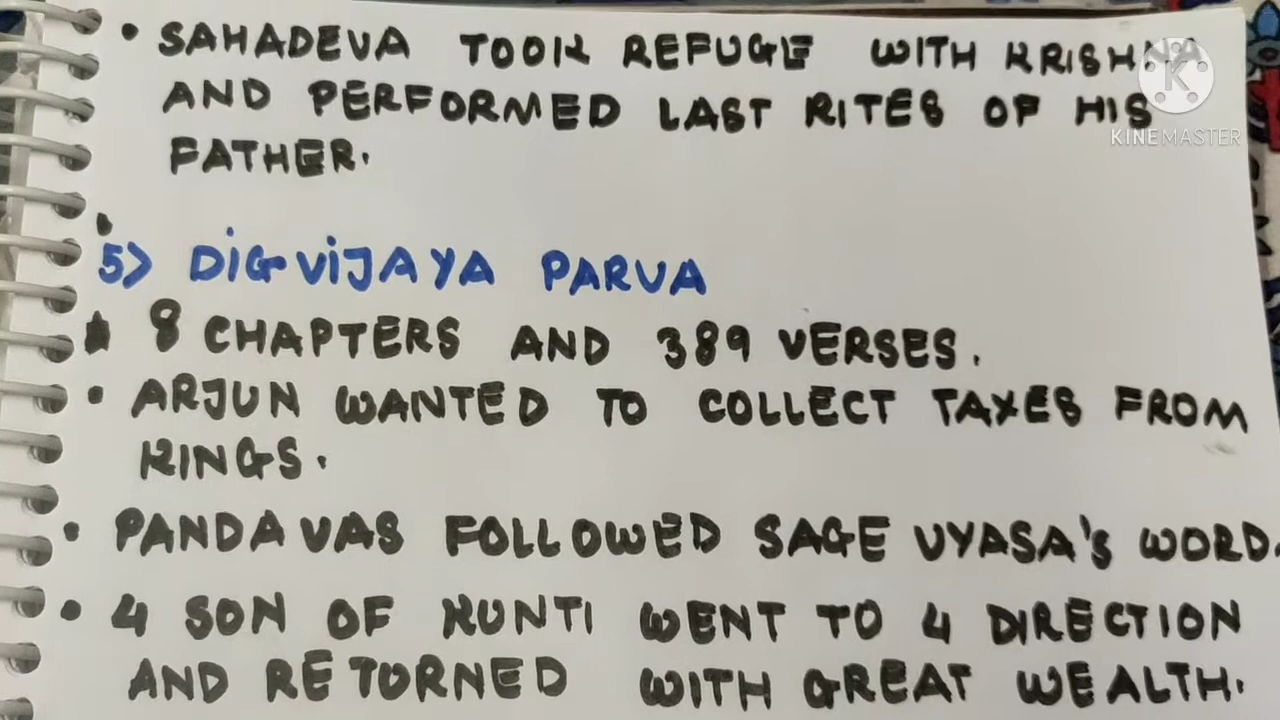 • SAHADEVA TOOK REFUGE WITH KRISHNA
AND PERFORMED LAST RITES OF HIS
FATHER.
5> DIGVIJAYA PARVA
• 8 CHAPTERS AND 389 VERSES.
• ARJUN WANTED TO COLLECT TAXES FROM
KINGS.
• PANDAVAS FOLLOWED SAGE VYASA'S WORD.
• 4 SON OF KUNTI WENT TO 4 DIRECTION
AND RETORNED WITH GREAT WEALTH.
K
KINEMASTER